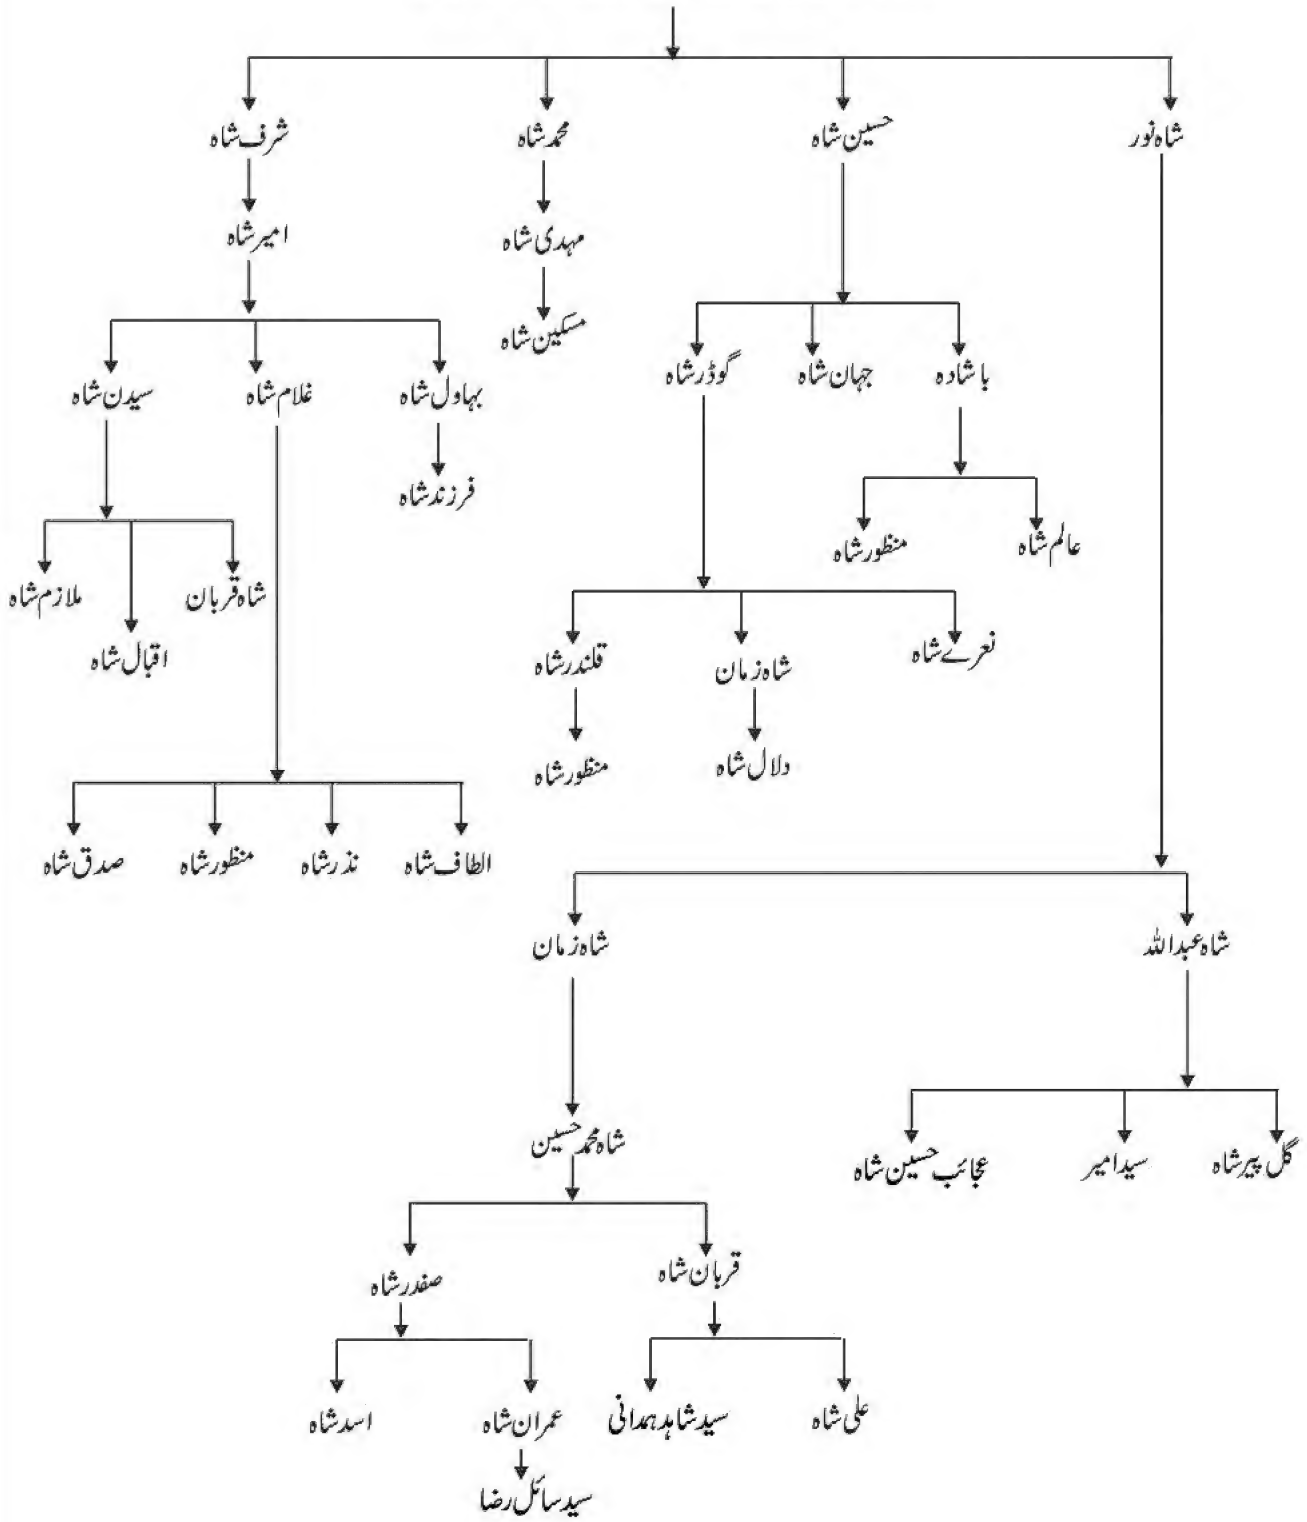 شاہ نور
حسین شاہ
محمد شاہ
شرف شاہ
امیر شاہ
مہدی شاہ
مسکین شاہ
با شادہ
جہان شاہ
گوڈر شاہ
بہاول شاہ
غلام شاہ
سیدن شاہ
فرزند شاہ
عالم شاہ
منظور شاہ
شاہ قربان
ملازم شاہ
اقبال شاہ
نعرے شاہ
شاہ زمان
قلندر شاہ
دلال شاہ
منظور شاہ
الطاف شاہ
نذر شاہ
منظور شاہ
صدق شاہ
شاہ عبداللہ
شاہ زمان
گل پیر شاہ
سید امیر
عجائب حسین شاہ
شاہ محمد حسین
قربان شاہ
صفدر شاہ
علی شاہ
سید شاہد ہمدانی
عمران شاہ
اسد شاہ
سید سائل رضا